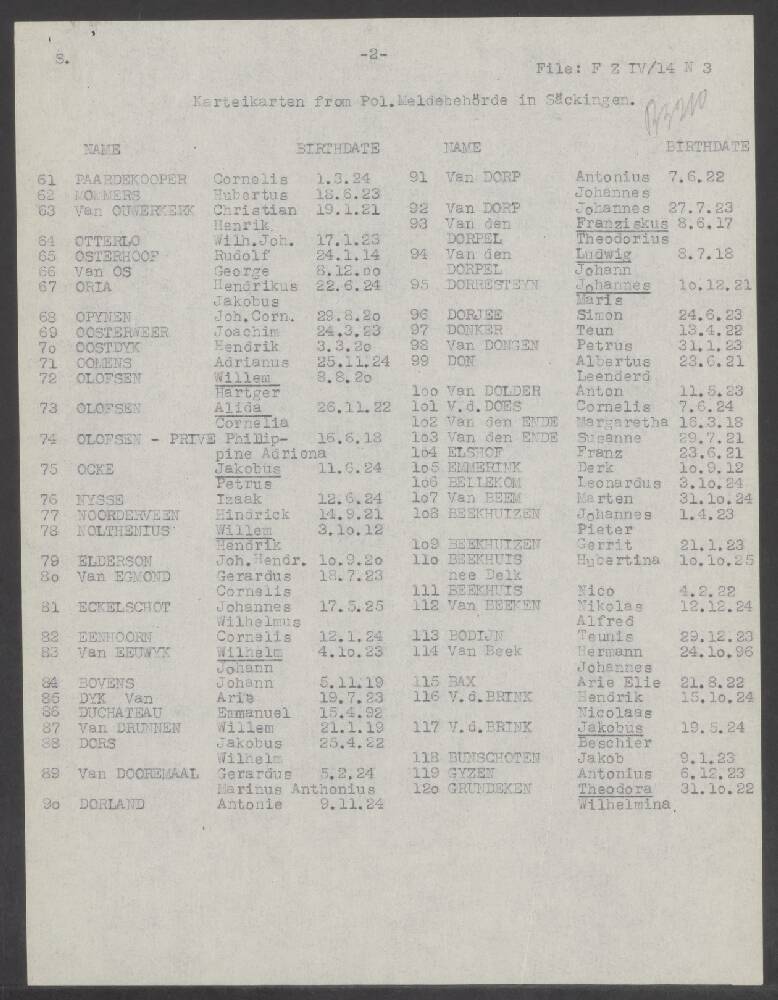 S.
-2-
File: F Z IV/14 N 3
Karteikarten from Pol.Meldebehörde in Säckingen.
NAME BIRTHDATE
61 PAARDEKOOPER Cornelis 1.3.24
62 MOMMERS Hubertus 18.6.23
63 Van OUWERKERK Christian 19.1.21
Henrik
64 OTTERLO Wilh.Joh. 17.1.23
65 OSTERHOOF Rudolf 24.1.14
66 Van OS George 8.12.oo
67 ORIA Hendrikus 22.6.24
Jakobus
68 OPYNEN Joh.Corn. 29.8.2o
69 OOSTERWEER Joachim 24.3.23
7o OOSTDYK Hendrik 3.3.2o
71 OOMENS Adrianus 25.11.24
72 OLOFSEN Willem 8.8.2o
Hartger
73 OLOFSEN Alida 26.11.22
Cornelia
74 OLOFSEN - PRIVE Philip- 16.6.18
pine Adriona
75 OCKE Jakobus 11.6.24
Petrus
76 NYSSE Izaak 12.6.24
77 NOORDERVEEN Hindrick 14.9.21
78 NOLTHENIUS Willem 3.1o.12
Hendrik
79 ELDERSON Joh.Hendr. 1o.9.2o
8o Van EGMOND Gerardus 18.7.23
Cornelis
81 ECKELSCHOT Johannes 17.5.25
Wilhelmus
82 EENHOORN Cornelis 12.1.24
83 Van EEUWYK Wilhelm 4.1o.23
Johann
84 BOVENS Johann 5.11.19
85 DYK Van Arie 19.7.23
86 DUCHATEAU Emmanuel 15.4.92
87 Van DRUNNEN Willem 21.1.19
88 DORS Jakobus 25.4.22
Wilhelm
89 Van DOOREMAAL Gerardus 5.2.24
Marinus Anthonius
9o DORLAND Antonie 9.11.24
NAME BIRTHDATE
91 Van DORP Antonius 7.6.22
Johannes
92 Van DORP Johannes 27.7.23
93 Van den Franziskus 8.6.17
DORPEL Theodorius
94 Van den Ludwig 8.7.18
DORPEL Johann
95 DORRESTEYN Johannes 1o.12.21
Maris
96 DORJEE Simon 24.6.23
97 DONKER Teun 13.4.22
98 Van DONGEN Petrus 31.1.23
99 DON Albertus 23.6.21
Leenderd
1oo Van DOLDER Anton 11.5.23
1o1 V.d.DOES Cornelis 7.6.24
1o2 Van den ENDE Margaretha 16.3.18
1o3 Van den ENDE Susanne 29.7.21
1o4 ELSHOF Franz 23.6.21
1o5 EMMERINK Derk 1o.9.12
1o6 BELLEKOM Leonardus 3.1o.24
1o7 Van BEEM Marten 31.1o.24
1o8 BEEKHUIZEN Johannes 1.4.23
Pieter
1o9 BEEKHUIZEN Gerrit 21.1.23
11o BEEKHUIS Hubertina 1o.1o.25
nee Delk
111 BEEKHUIS Nico 4.2.22
112 Van BEEKEN Nikolas 12.12.24
Alfred
113 BODIJN Teunis 29.12.23
114 Van Beek Hermann 24.1o.96
Johannes
115 BAX Arie Elie 21.8.22
116 V.d.BRINK Hendrik 15.1o.24
Nicolaas
117 V.d.BRINK Jakobus 19.5.24
Beschier
118 BUNSCHOTEN Jakob 9.1.23
119 GYZEN Antonius 6.12.23
12o GRUNDEKEN Theodora 31.1o.22
Wilhelmina